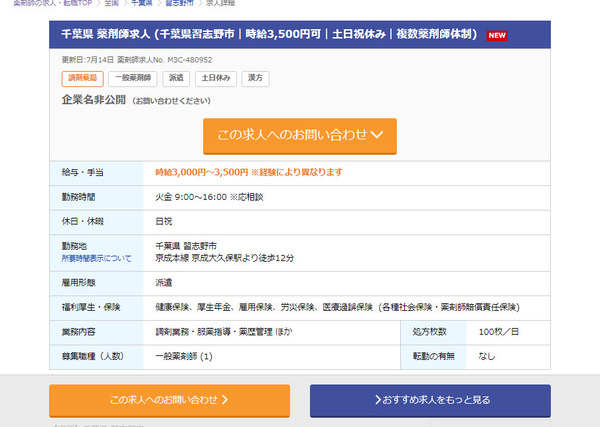 薬剤師の求人・転職TOP > 全国 > 千葉県 > 習志野市 > 求人詳細
千葉県 薬剤師求人 (千葉県習志野市｜時給3,500円可｜土日祝休み｜複数薬剤師体制) NEW
更新日:7月14日 薬剤師求人No. M3C-480952
調剤薬局 一般薬剤師 派遣 土日休み 漢方
企業名非公開 (お問い合わせください)
この求人へのお問い合わせ
給与・手当 時給3,000円～3,500円 ※経験により異なります
勤務時間 火金 9:00～16:00 ※応相談
休日・休暇 日祝
勤務地 千葉県 習志野市
所要時間表示について 京成本線 京成大久保駅より徒歩12分
雇用形態 派遣
福利厚生・保険 健康保険、厚生年金、雇用保険、労災保険、医療過誤保険 (各種社会保険・薬剤師賠償責任保険)
業務内容 調剤業務・服薬指導・薬歴管理 ほか 処方枚数 100枚／日
募集職種（人数） 一般薬剤師 (1) 転勤の有無 なし
この求人へのお問い合わせ > >おすすめ求人をもっと見る